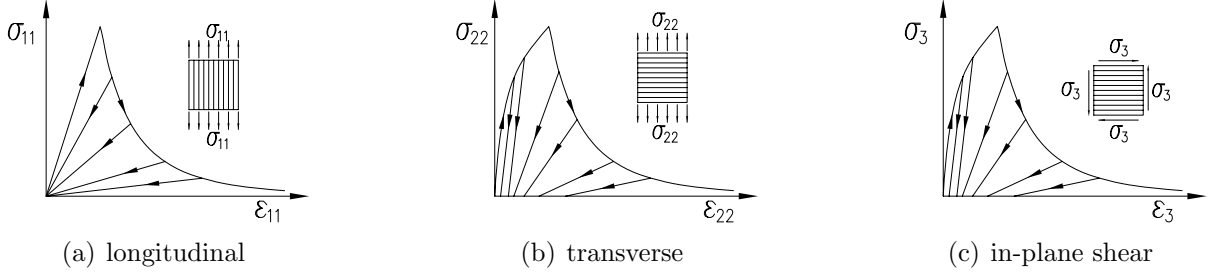 σ11
σ11
σ11
ε11
(a) longitudinal
σ22
σ22
σ22
ε22
(b) transverse
σ3
σ3
σ3
σ3
σ3
ε3
(c) in-plane shear